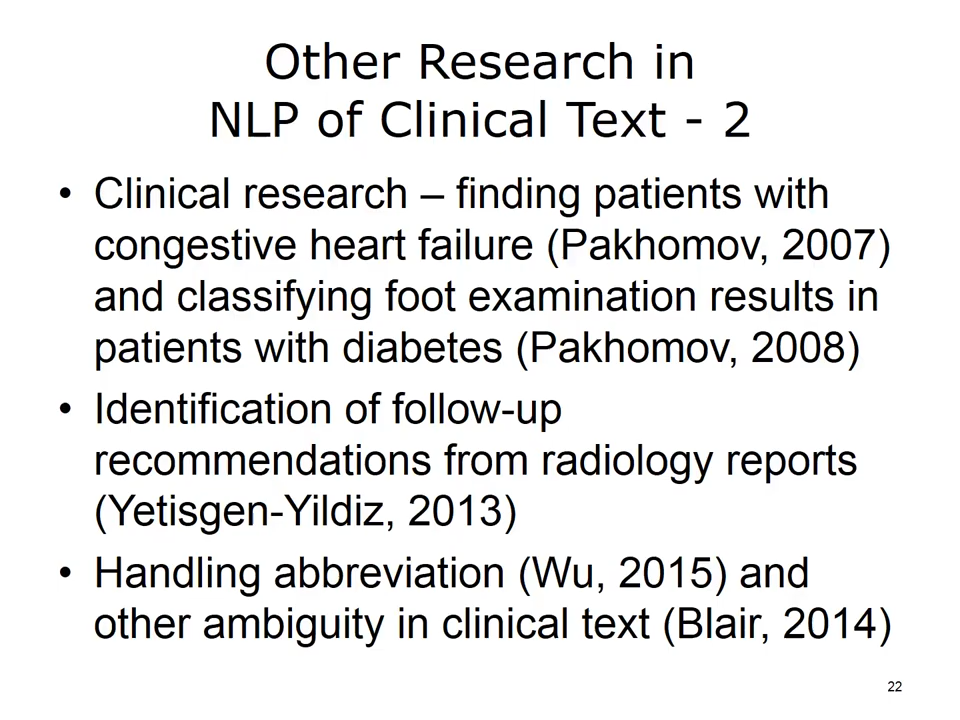 Other Research in
NLP of Clinical Text - 2
• Clinical research – finding patients with
congestive heart failure (Pakhomov, 2007)
and classifying foot examination results in
patients with diabetes (Pakhomov, 2008)
• Identification of follow-up
recommendations from radiology reports
(Yetisgen-Yildiz, 2013)
• Handling abbreviation (Wu, 2015) and
other ambiguity in clinical text (Blair, 2014)
22